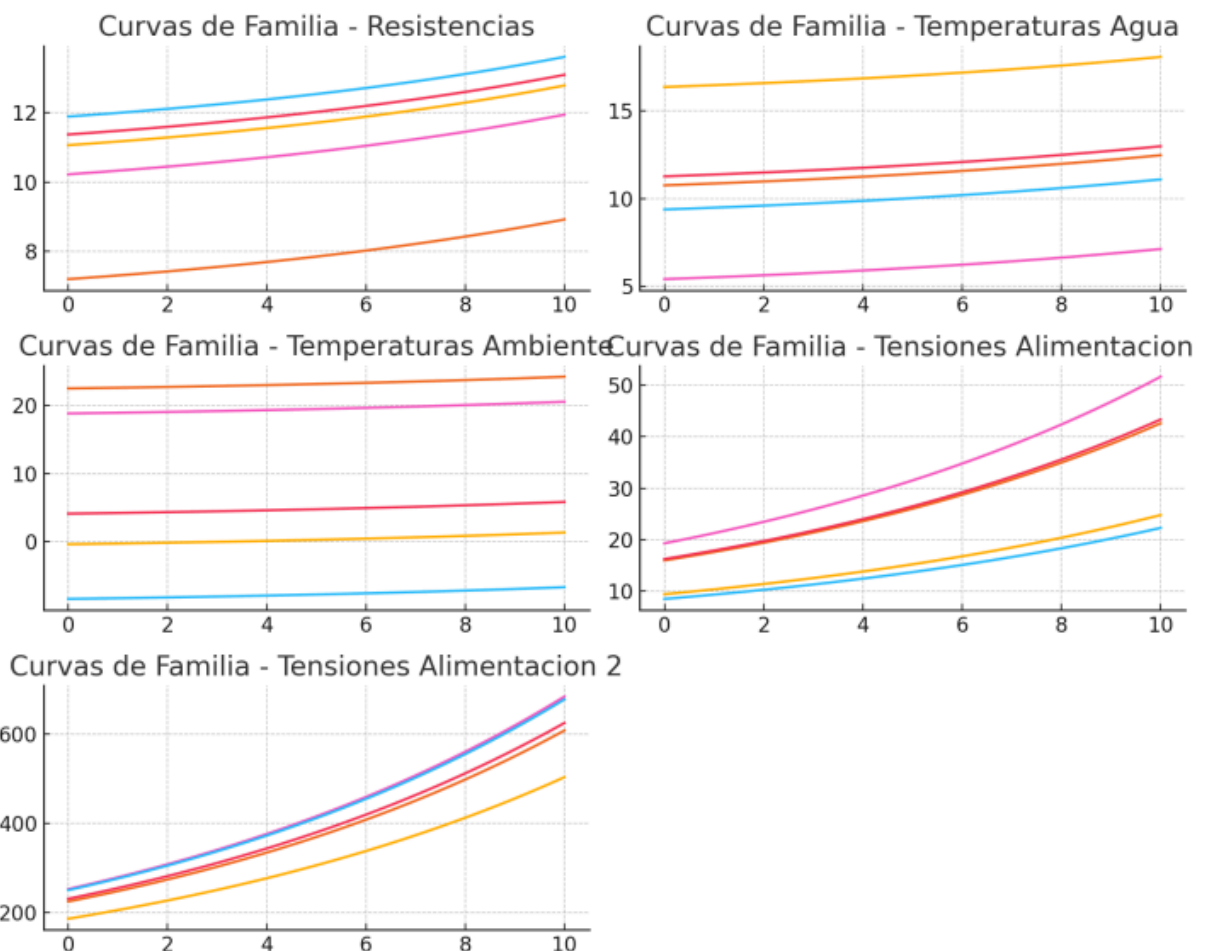 Curvas de Familia - Resistencias
12
10
8
0 2 4 6 8 10
Curvas de Familia - Temperaturas Agua
15
10
5
0 2 4 6 8 10
Curvas de Familia - Temperaturas Ambiente
20
10
0
0 2 4 6 8 10
Curvas de Familia - Tensiones Alimentacion
50
40
30
20
10
0 2 4 6 8 10
Curvas de Familia - Tensiones Alimentacion 2
600
400
200
0 2 4 6 8 10